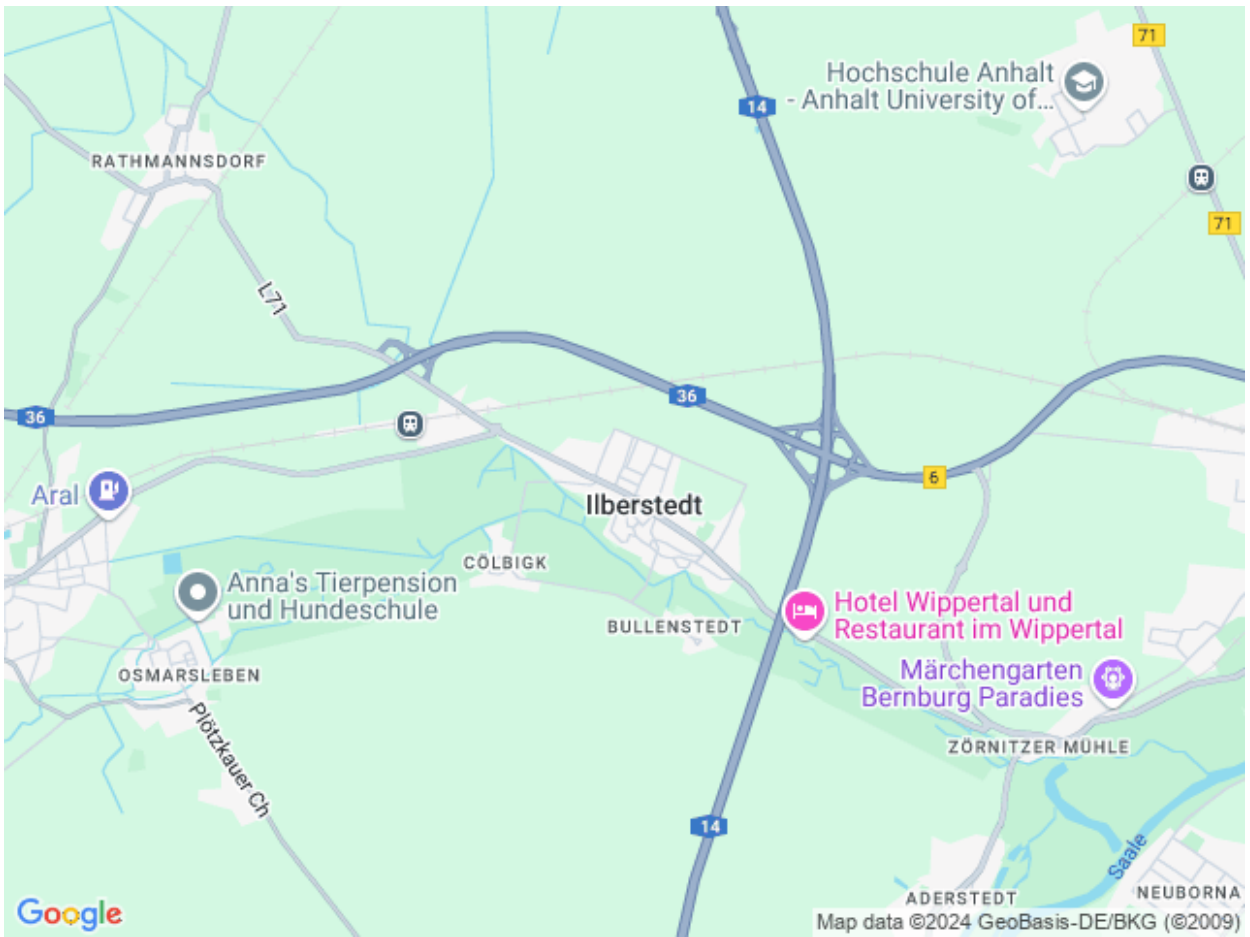 71
Hochschule Anhalt
- Anhalt University of...
14
RATHMANNSDORF
71
L71
36
36
6
Aral
Ilberstedt
CÖLBIGK
Anna's Tierpension
und Hundeschule
Hotel Wippertal und
Restaurant im Wippertal
BULLENSTEDT
OSMARSLEBEN
Märchengarten
Bernburg Paradies
Plötzkauer Ch
ZÖRNITZER MÜHLE
14
Saale
NEUBORNA
ADERSTEDT
Google
Map data ©2024 GeoBasis-DE/BKG (©2009)